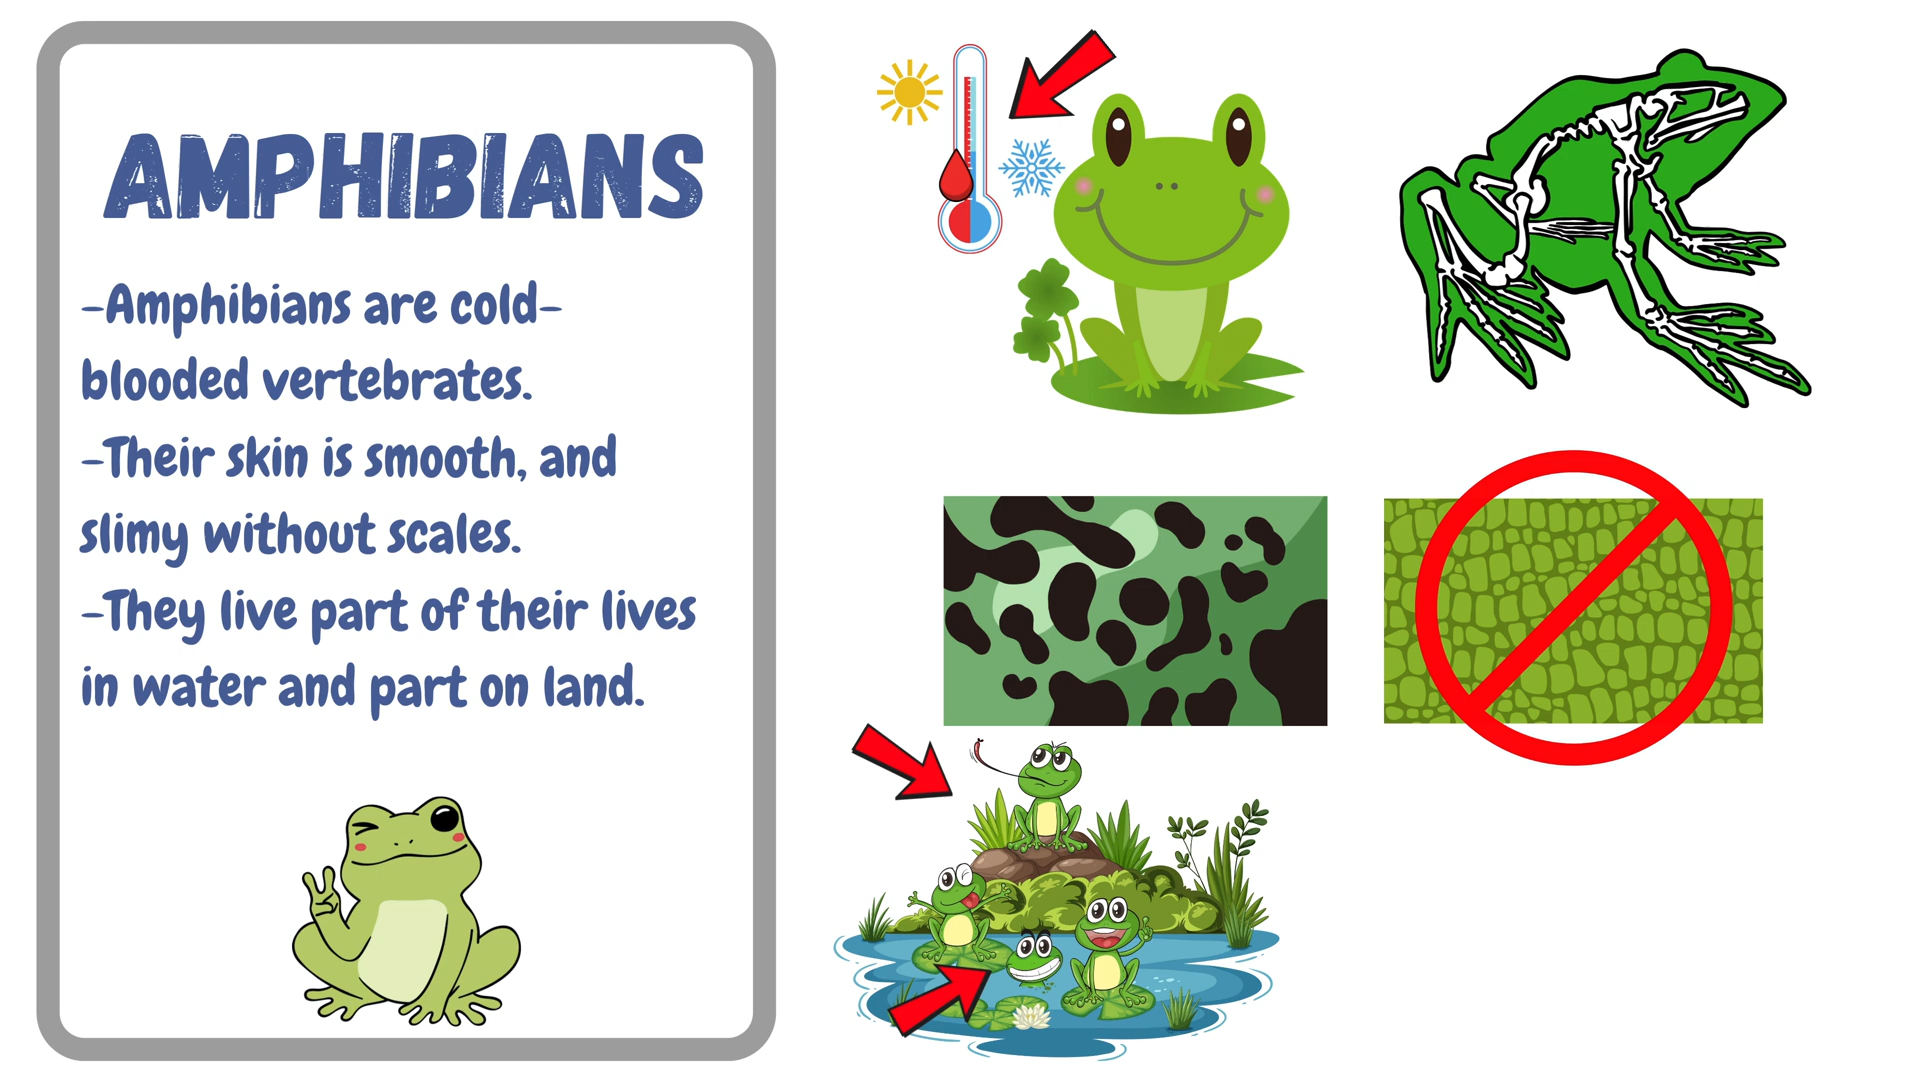 AMPHIBIANS
-Amphibians are cold-
blooded vertebrates.
-Their skin is smooth, and
slimy without scales.
-They live part of their lives
in water and part on land.